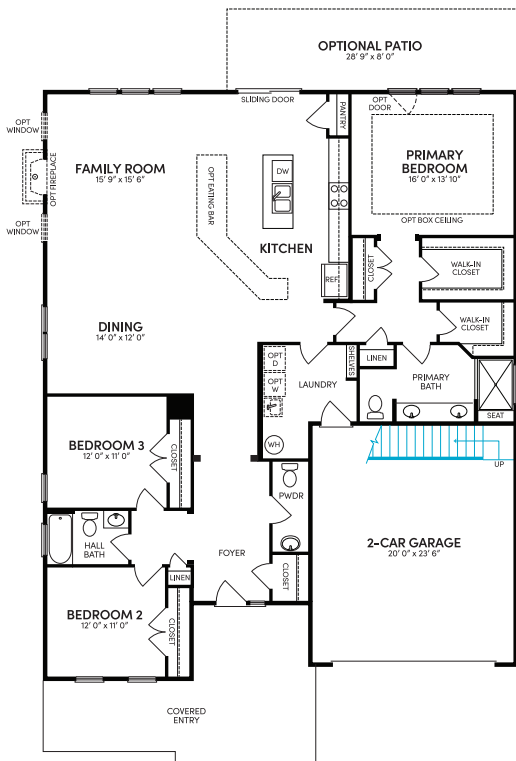 OPTIONAL PATIO
28' 9" x 8' 0"
SLIDING DOOR
PANTRY
OPT
DOOR
OPT
WINDOW
FAMILY ROOM
15' 9" x 15' 6"
OPT FIREPLACE
OPT
WINDOW
OPT EATING BAR
DW
KITCHEN
REF
PRIMARY
BEDROOM
16' 0" x 13' 10"
OPT BOX CEILING
CLOSET
WALK-IN
CLOSET
WALK-IN
CLOSET
DINING
14' 0" x 12' 0"
OPT
D
OPT
W
LAUNDRY
SHELVES
LINEN
PRIMARY
BATH
SEAT
WH
UP
BEDROOM 3
12' 0" x 11' 0"
CLOSET
PWDR
HALL
BATH
FOYER
2-CAR GARAGE
20' 0" x 23' 6"
LINEN
CLOSET
BEDROOM 2
12' 0" x 11' 0"
CLOSET
COVERED
ENTRY